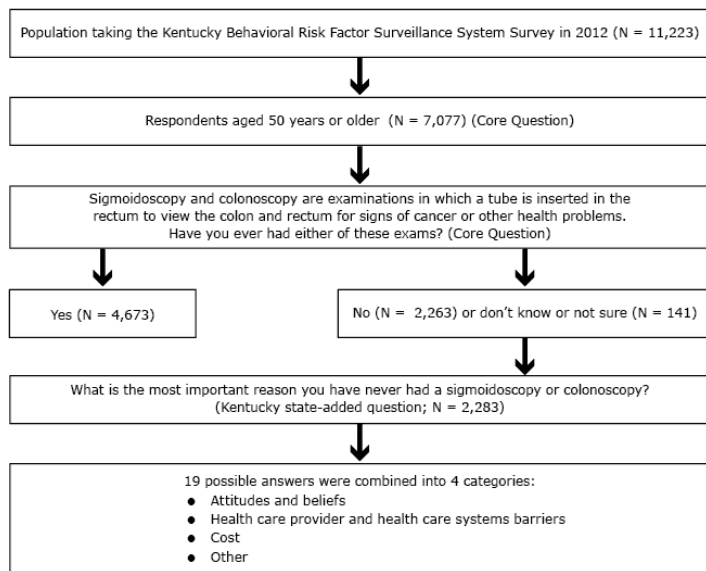 Population taking the Kentucky Behavioral Risk Factor Surveillance System Survey in 2012 (N = 11,223)
Respondents aged 50 years or older (N = 7,077) (Core Question)
Sigmoidoscopy and colonoscopy are examinations in which a tube is inserted in the
rectum to view the colon and rectum for signs of cancer or other health problems.
Have you ever had either of these exams? (Core Question)
Yes (N = 4,673)
No (N = 2,263) or don’t know or not sure (N = 141)
What is the most important reason you have never had a sigmoidoscopy or colonoscopy?
(Kentucky state-added question; N = 2,283)
19 possible answers were combined into 4 categories:
● Attitudes and beliefs
● Health care provider and health care systems barriers
● Cost
● Other